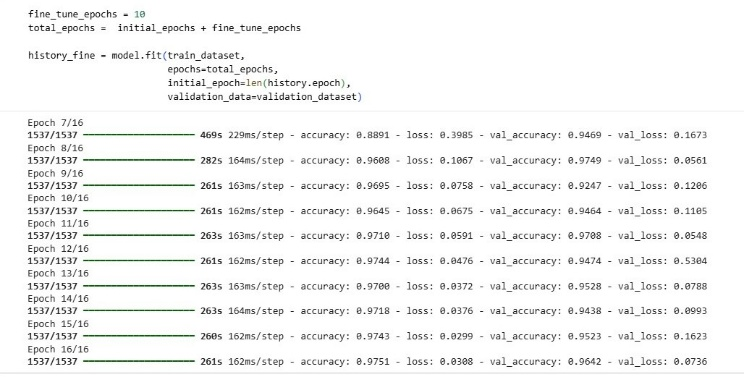 fine_tune_epochs = 10
total_epochs =  initial_epochs + fine_tune_epochs
history_fine = model.fit(train_dataset,
epochs=total_epochs,
initial_epoch=len(history.epoch),
validation_data=validation_dataset)
Epoch 7/16
1537/1537 469s 229ms/step - accuracy: 0.8891 - loss: 0.3985 - val_accuracy: 0.9469 - val_loss: 0.1673
Epoch 8/16
1537/1537 282s 164ms/step - accuracy: 0.9608 - loss: 0.1067 - val_accuracy: 0.9749 - val_loss: 0.0561
Epoch 9/16
1537/1537 261s 163ms/step - accuracy: 0.9695 - loss: 0.0758 - val_accuracy: 0.9247 - val_loss: 0.1206
Epoch 10/16
1537/1537 261s 162ms/step - accuracy: 0.9645 - loss: 0.0675 - val_accuracy: 0.9464 - val_loss: 0.1105
Epoch 11/16
1537/1537 263s 163ms/step - accuracy: 0.9710 - loss: 0.0591 - val_accuracy: 0.9708 - val_loss: 0.0548
Epoch 12/16
1537/1537 261s 162ms/step - accuracy: 0.9744 - loss: 0.0476 - val_accuracy: 0.9474 - val_loss: 0.5304
Epoch 13/16
1537/1537 263s 163ms/step - accuracy: 0.9700 - loss: 0.0372 - val_accuracy: 0.9528 - val_loss: 0.0788
Epoch 14/16
1537/1537 263s 164ms/step - accuracy: 0.9718 - loss: 0.0376 - val_accuracy: 0.9438 - val_loss: 0.0993
Epoch 15/16
1537/1537 260s 162ms/step - accuracy: 0.9743 - loss: 0.0299 - val_accuracy: 0.9523 - val_loss: 0.1623
Epoch 16/16
1537/1537 261s 162ms/step - accuracy: 0.9751 - loss: 0.0308 - val_accuracy: 0.9642 - val_loss: 0.0736